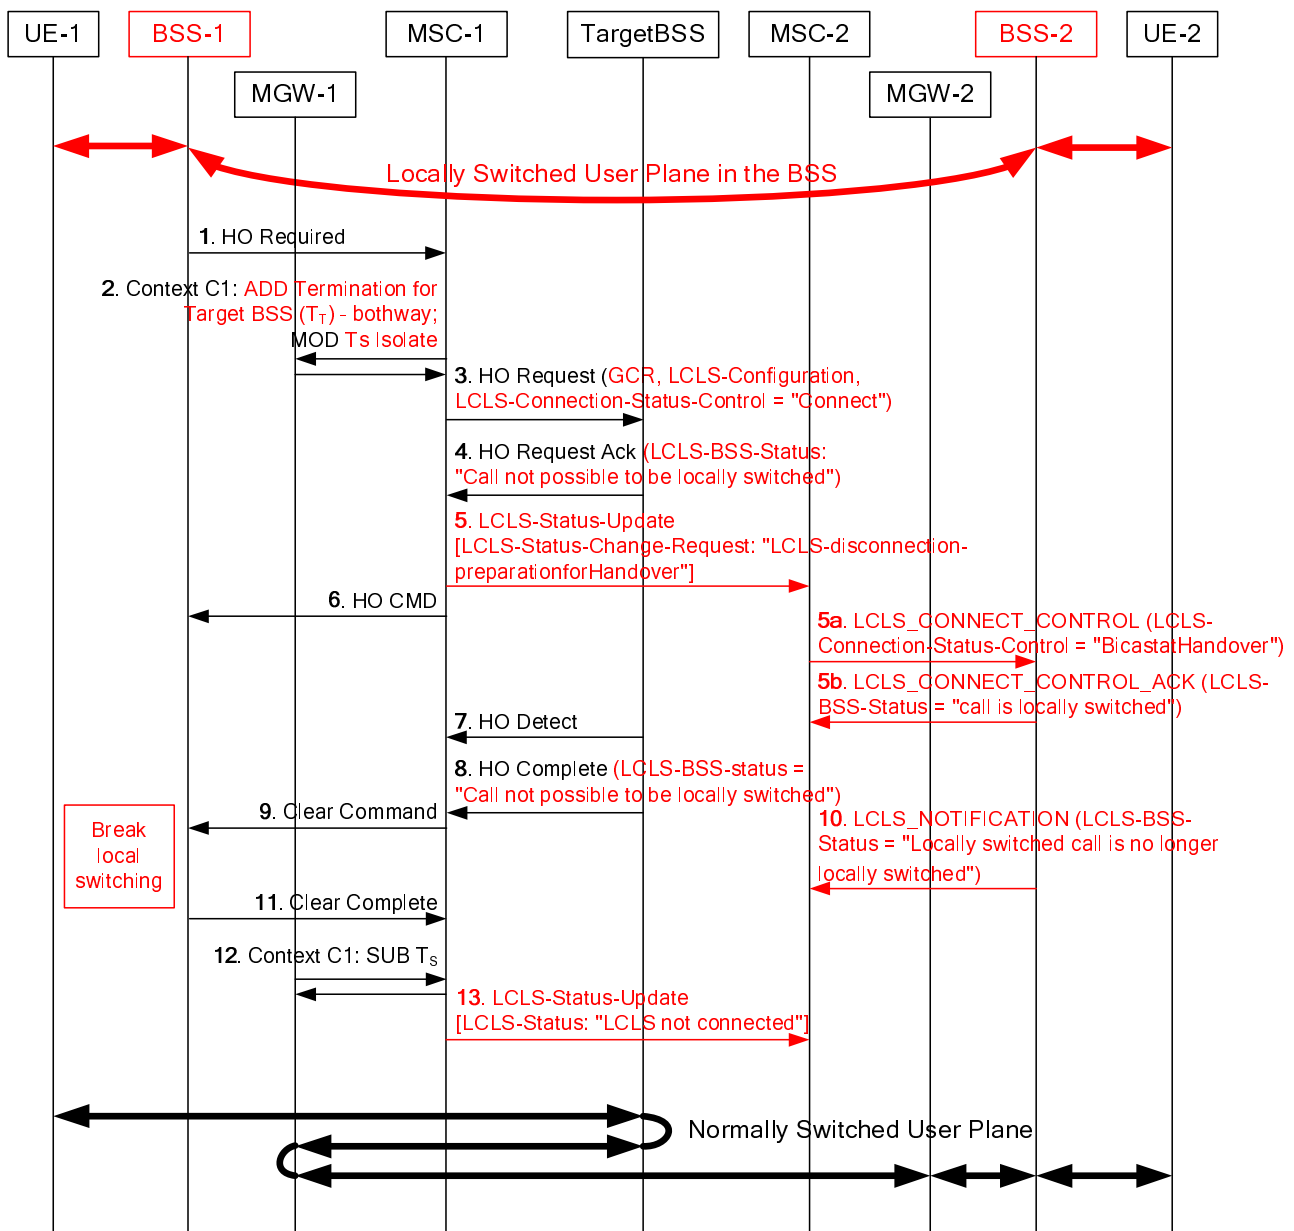 UE-1
BSS-1
MSC-1
TargetBSS
MSC-2
BSS-2
UE-2
MGW-1
MGW-2
Locally Switched User Plane in the BSS
1. HO Required
2. Context C1: ADD Termination for
Target BSS (TT) - bothway;
MOD Ts Isolate
3. HO Request (GCR, LCLS-Configuration,
LCLS-Connection-Status-Control = "Connect")
4. HO Request Ack (LCLS-BSS-Status:
"Call not possible to be locally switched")
5. LCLS-Status-Update
[LCLS-Status-Change-Request: "LCLS-disconnection-
preparationforHandover"]
6. HO CMD
5a. LCLS_CONNECT_CONTROL (LCLS-
Connection-Status-Control = "BicastatHandover")
5b. LCLS_CONNECT_CONTROL_ACK (LCLS-
BSS-Status = "call is locally switched")
7. HO Detect
8. HO Complete (LCLS-BSS-status =
"Call not possible to be locally switched")
9. Clear Command
Break
local
switching
10. LCLS_NOTIFICATION (LCLS-BSS-
Status = "Locally switched call is no longer
locally switched")
11. Clear Complete
12. Context C1: SUB TS
13. LCLS-Status-Update
[LCLS-Status: "LCLS not connected"]
Normally Switched User Plane